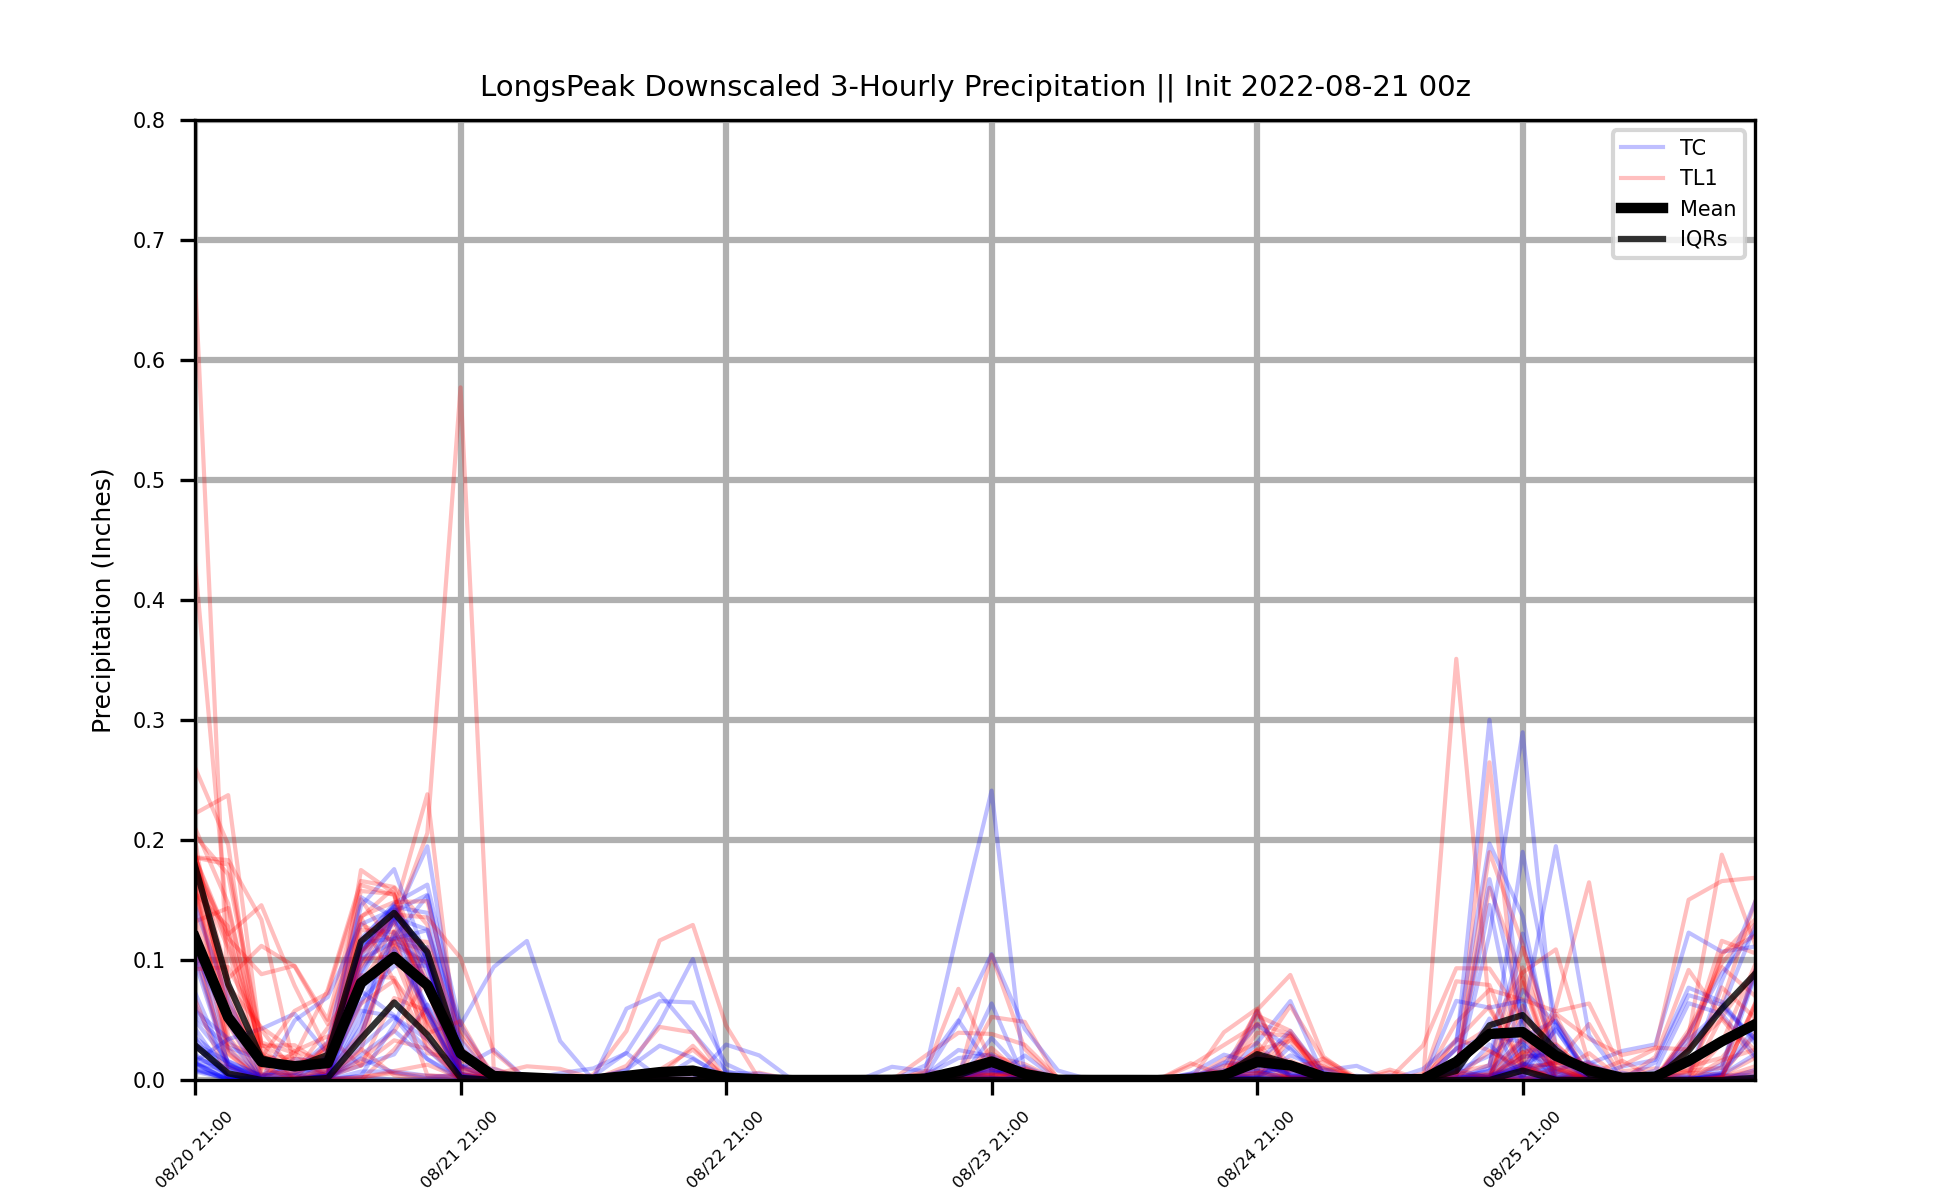 LongsPeak Downscaled 3-Hourly Precipitation || Init 2022-08-21 00z
TC
TL1
Mean
IQRs
Precipitation (Inches)
0.8
0.7
0.6
0.5
0.4
0.3
0.2
0.1
0.0
08/20 21:00
08/21 21:00
08/22 21:00
08/23 21:00
08/24 21:00
08/25 21:00